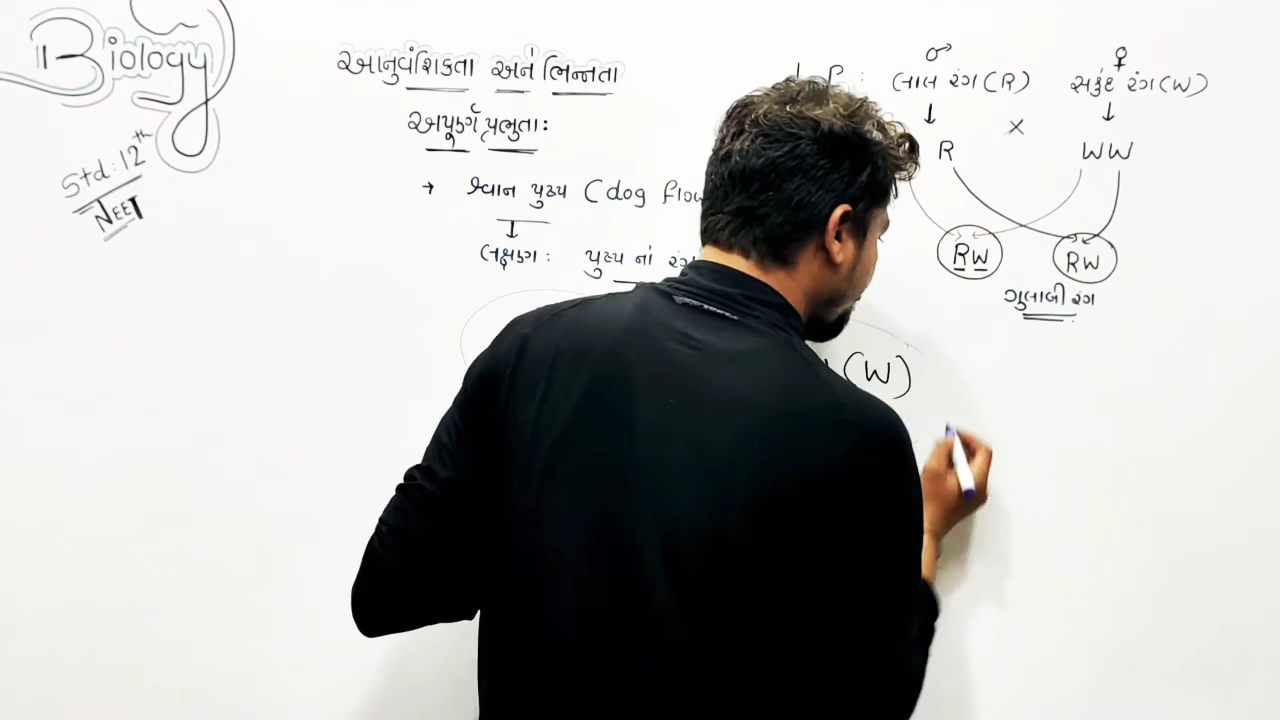 Biology
Std: 12th
NEET
આનુવંશિકતા અને ભિન્નતા
અપૂર્ણ પ્રભુતા:
→ શ્વાન પુષ્પ (dog flow
↓
લક્ષણ: પુષ્પ નાં રંગ
P :
♂ ♀
લાલ રંગ (R) સફેદ રંગ (W)
↓ × ↓
R WW
RW RW
ગુલાબી રંગ
(W)